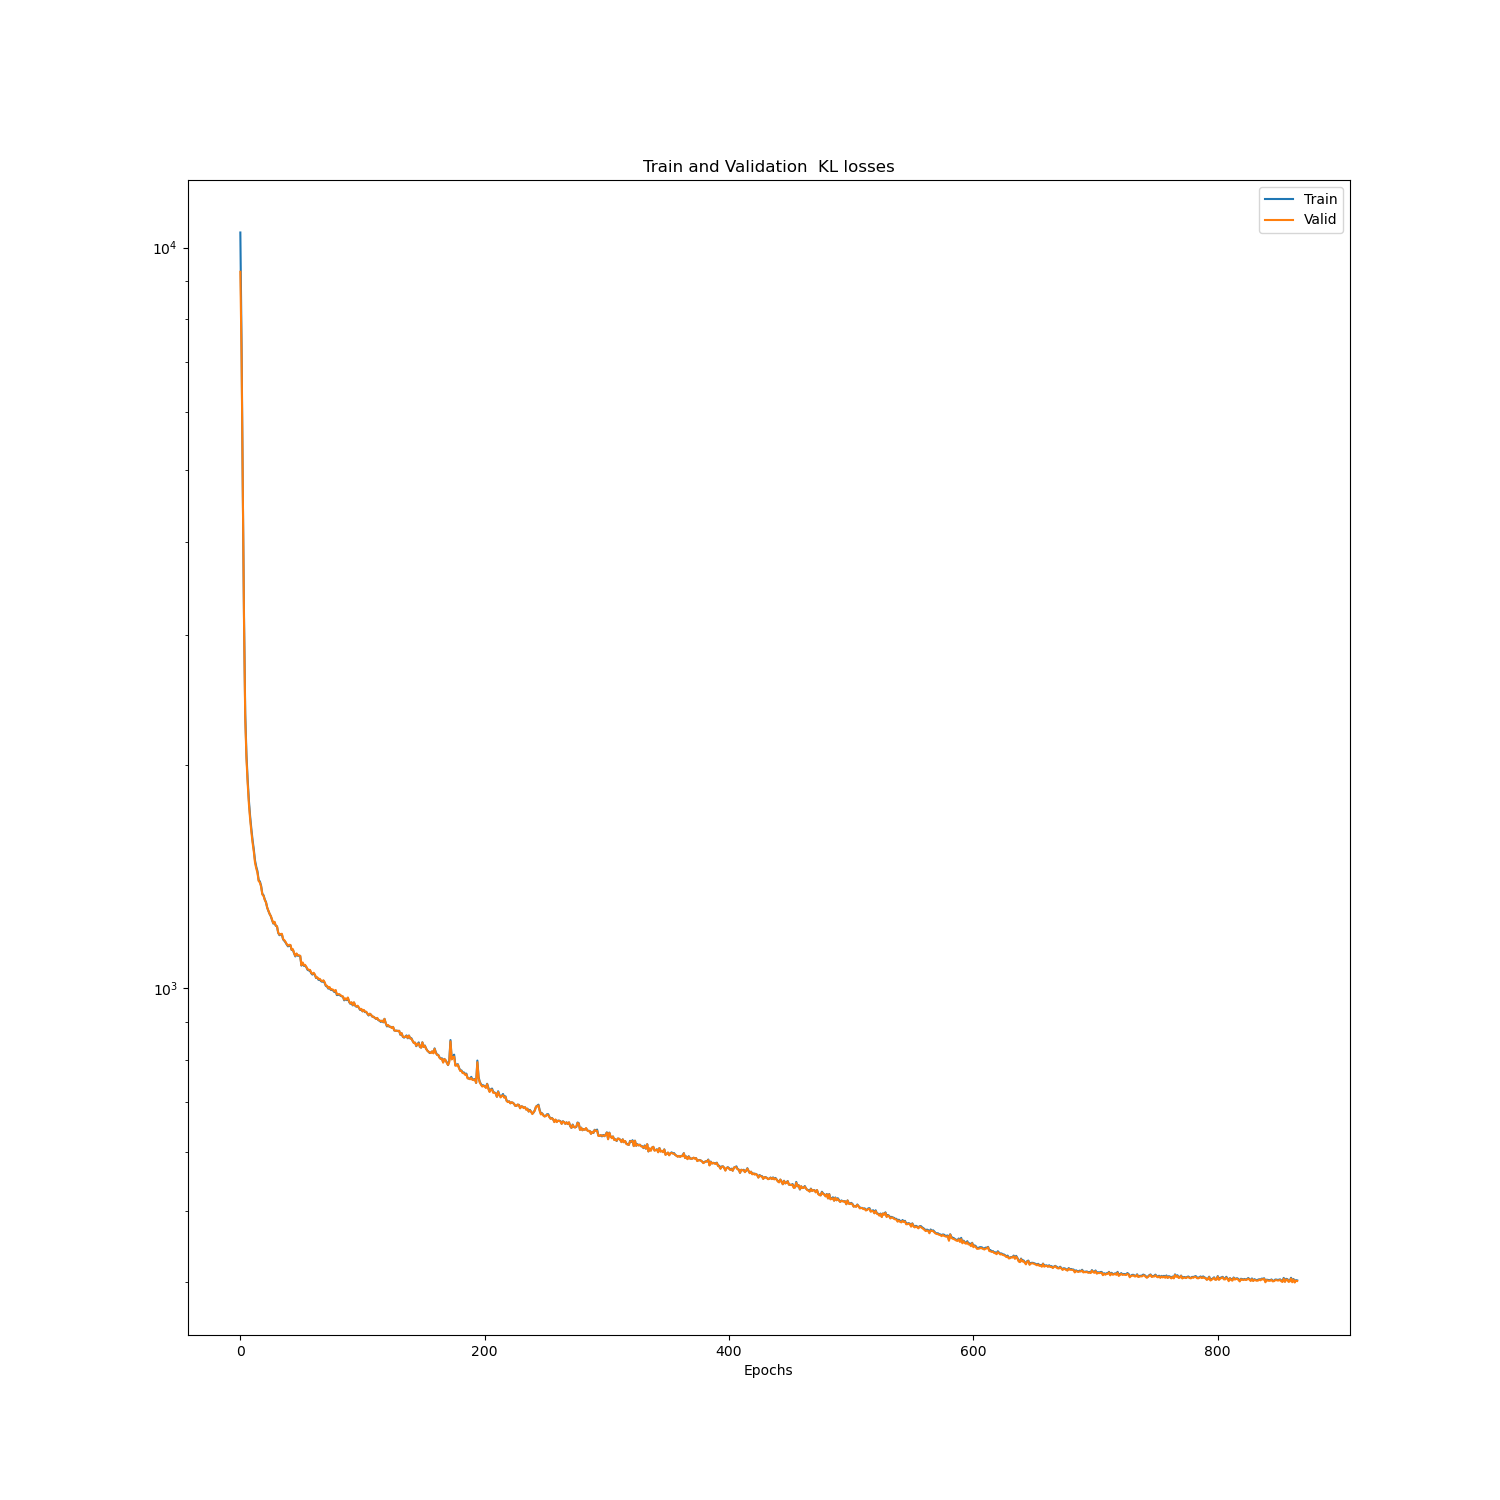 Train and Validation  KL losses
Train
Valid
10⁴
10³
0 200 400 600 800
Epochs